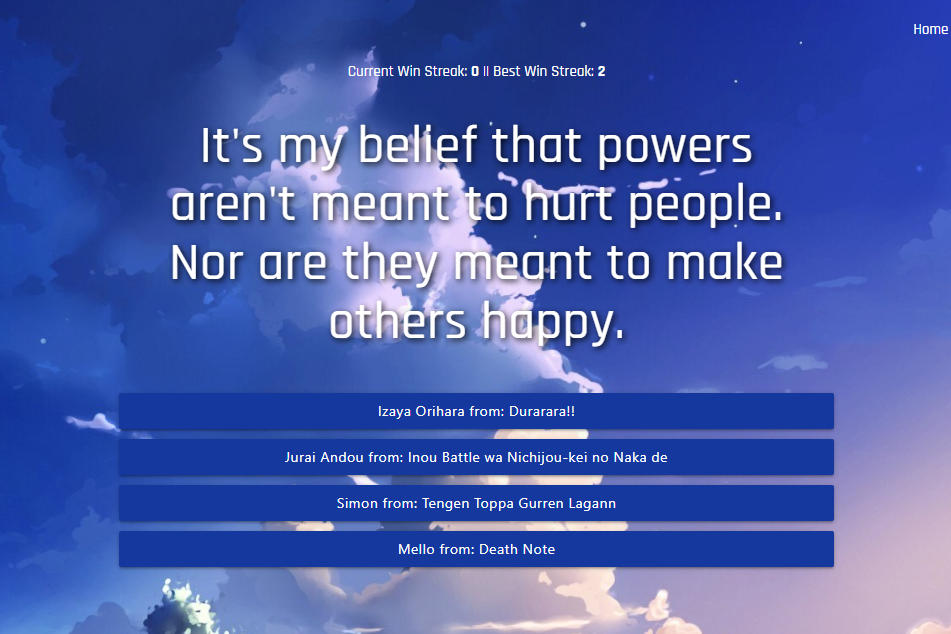 Home
Current Win Streak: 0 || Best Win Streak: 2
It's my belief that powers
aren't meant to hurt people.
Nor are they meant to make
others happy.
Izaya Orihara from: Durarara!!
Jurai Andou from: Inou Battle wa Nichijou-kei no Naka de
Simon from: Tengen Toppa Gurren Lagann
Mello from: Death Note